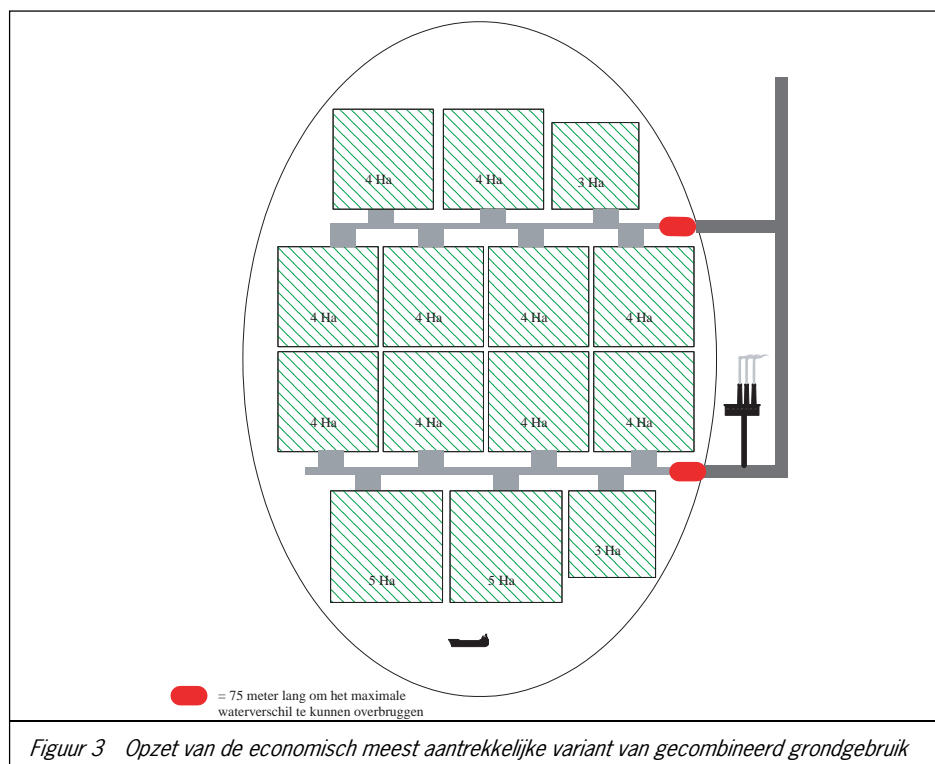 4 Ha
4 Ha
3 Ha
4 Ha
4 Ha
4 Ha
4 Ha
4 Ha
4 Ha
4 Ha
4 Ha
5 Ha
5 Ha
3 Ha
= 75 meter lang om het maximale
waterverschil te kunnen overbruggen
Figuur 3 Opzet van de economisch meest aantrekkelijke variant van gecombineerd grondgebruik